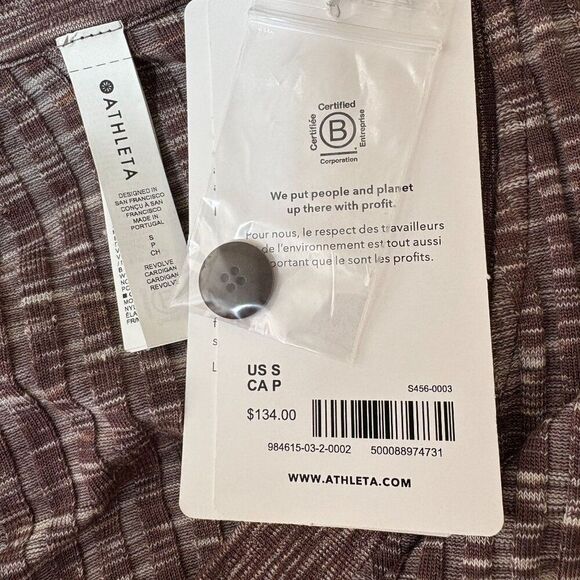 ATHLETA
DESIGNED IN
SAN FRANCISCO
CONÇU À SAN
FRANCISCO
MADE IN
PORTUGAL
S
P
CH
REVOLVE
CARDIGAN
CARDIGAN
REVOLVE
Certified
Certifiée
B
Entreprise
Corporation
We put people and planet
up there with profit.
Pour nous, le respect des travailleurs
de l'environnement est tout aussi
important que le sont les profits.
US S
CA P
S456-0003
$134.00
984615-03-2-0002
500088974731
WWW.ATHLETA.COM